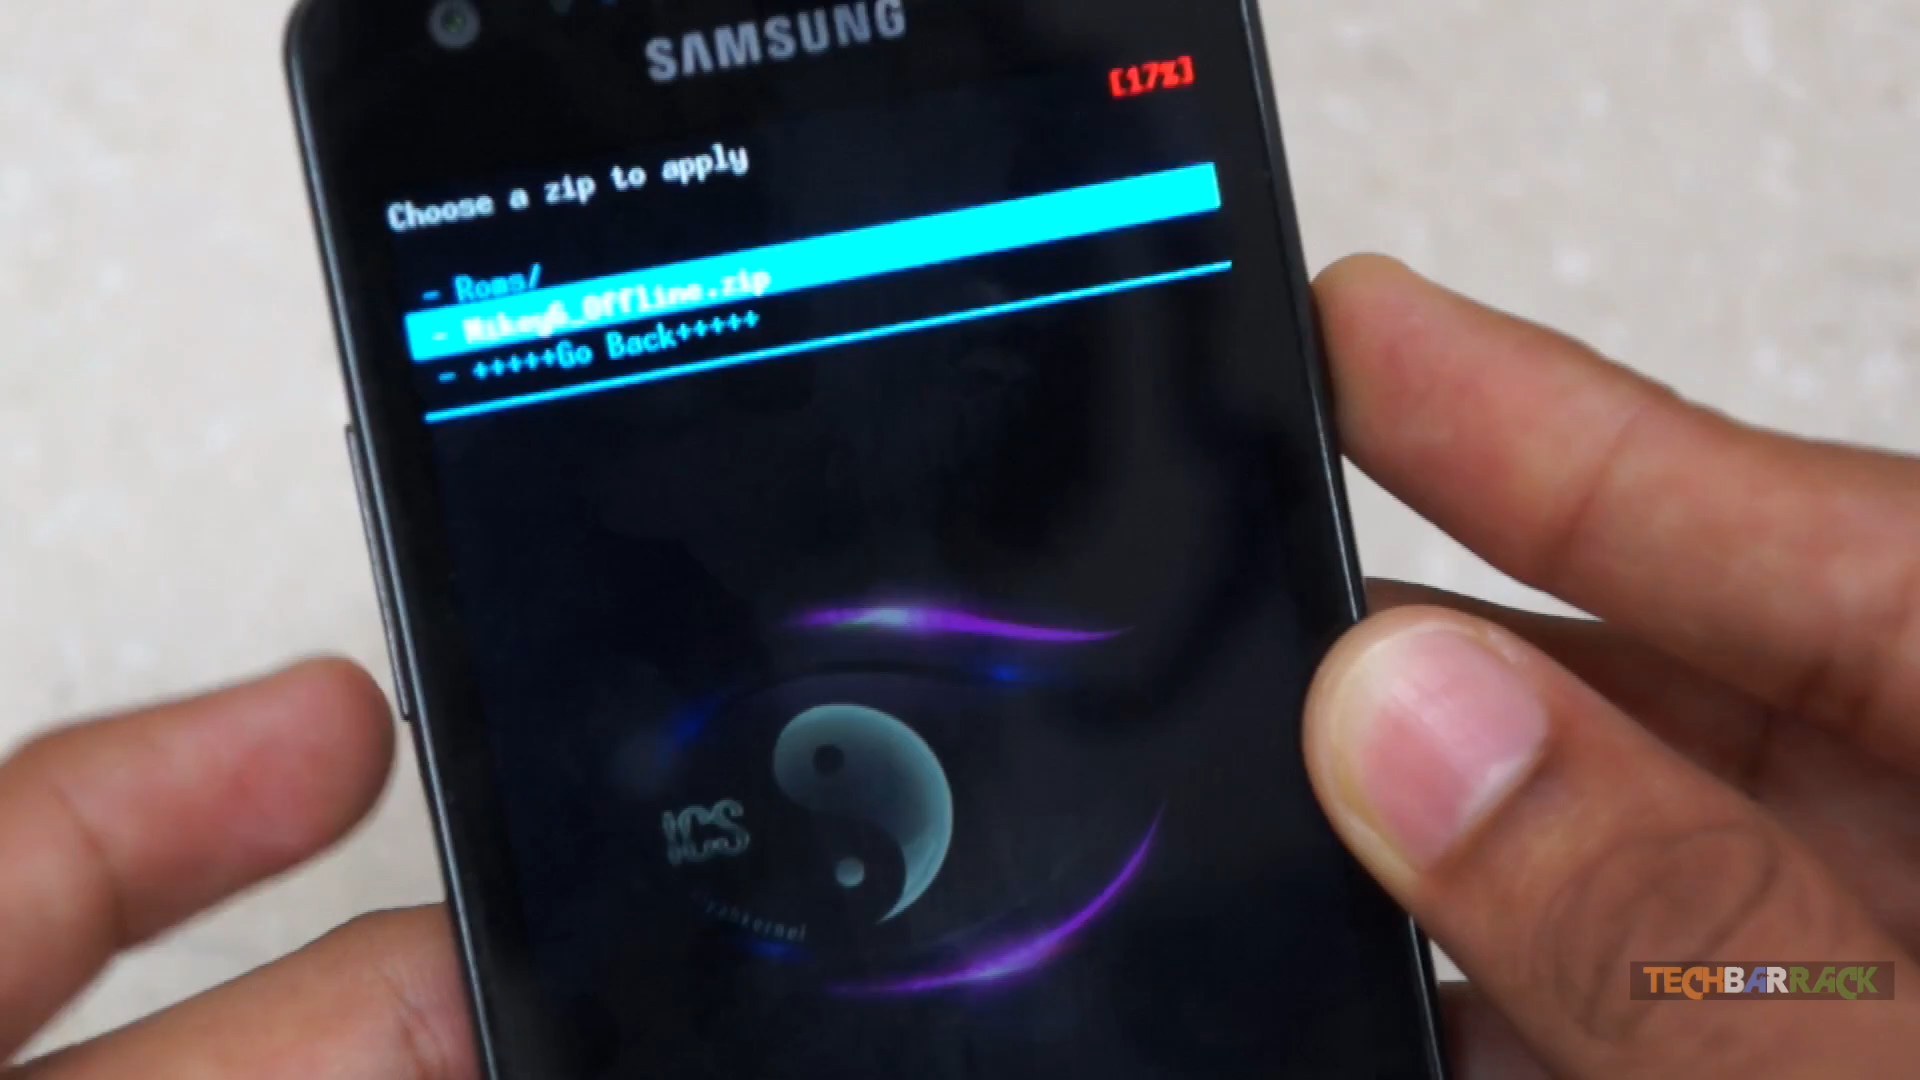 SAMSUNG
[17%]
Choose a zip to apply
- Roms/
- MikeyG_Offline.zip
- +++++Go Back+++++
ICS
TECHBARRACK